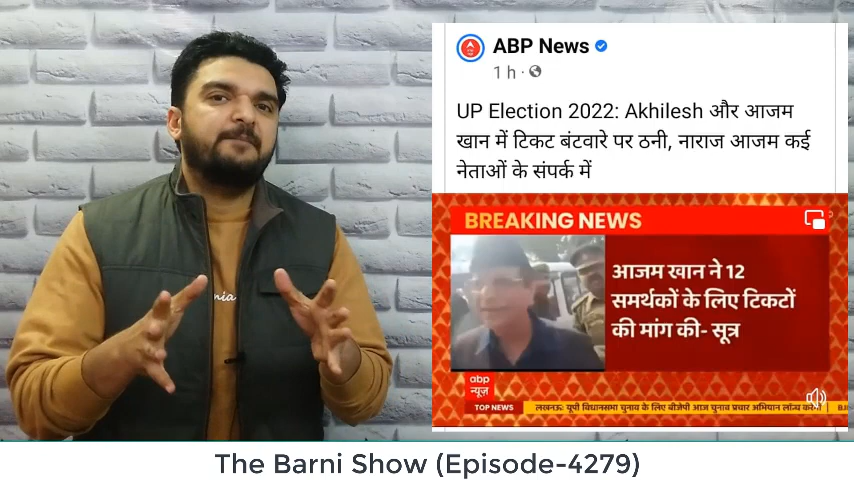 ABP News
1 h
UP Election 2022: Akhilesh और आजम
खान में टिकट बंटवारे पर ठनी, नाराज आजम कई
नेताओं के संपर्क में
BREAKING NEWS
आजम खान ने 12
समर्थकों के लिए टिकटों
की मांग की- सूत्र
nia
abp
न्यूज़
TOP NEWS
लखनऊ: यूपी विधानसभा चुनाव के लिए बीजेपी आज चुनाव प्रचार अभियान लॉन्च करेगी
The Barni Show (Episode-4279)